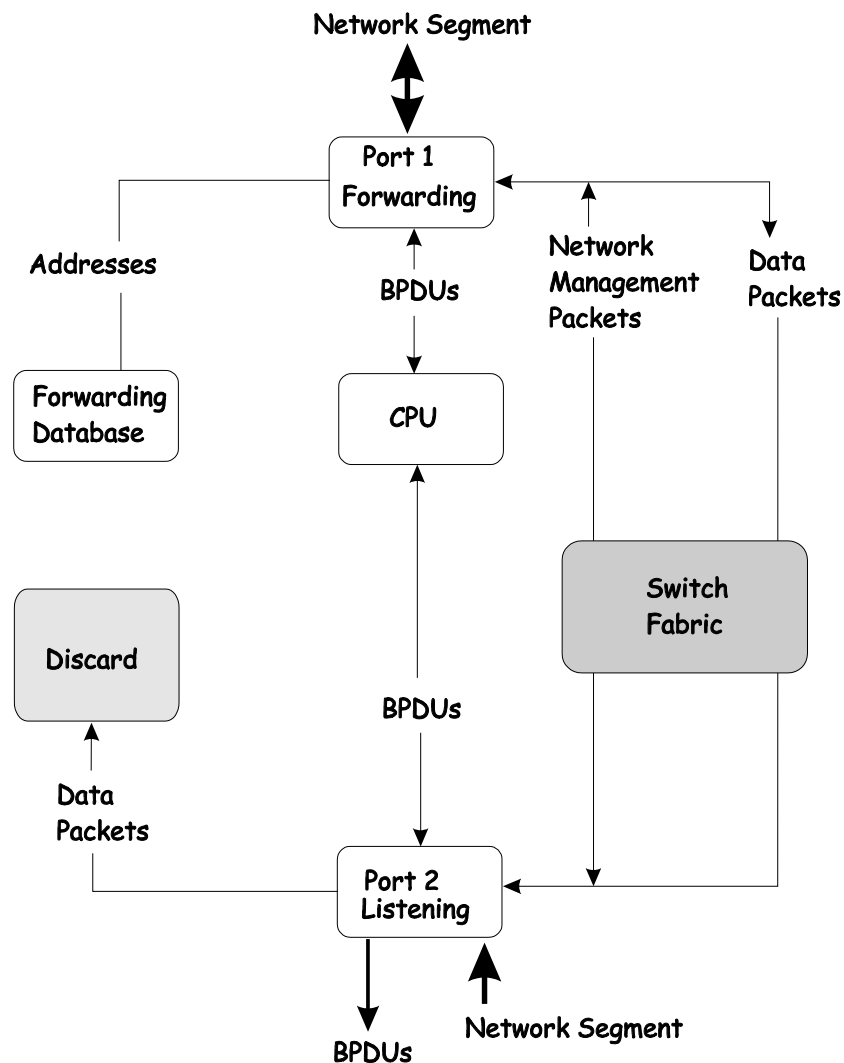 Network Segment
Port 1
Forwarding
Addresses
BPDUs
Network
Management
Packets
Data
Packets
Forwarding
Database
CPU
Switch
Fabric
Discard
BPDUs
Data
Packets
Port 2
Listening
Network Segment
BPDUs